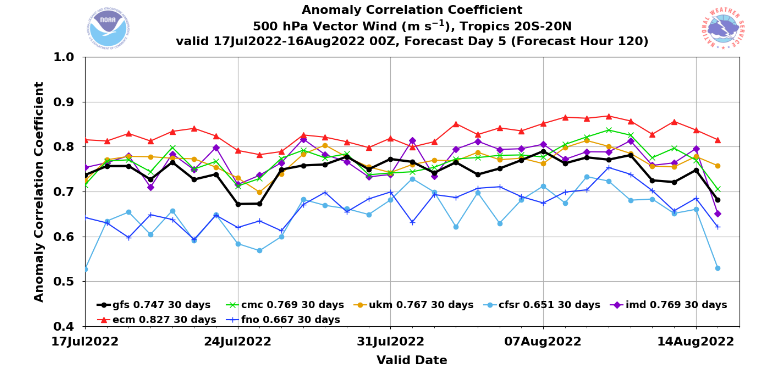 Anomaly Correlation Coefficient
500 hPa Vector Wind (m s⁻¹), Tropics 20S-20N
valid 17Jul2022-16Aug2022 00Z, Forecast Day 5 (Forecast Hour 120)
NOAA
NATIONAL WEATHER SERVICE
Anomaly Correlation Coefficient
1.0
0.9
0.8
0.7
0.6
0.5
0.4
gfs 0.747 30 days
cmc 0.769 30 days
ukm 0.767 30 days
cfsr 0.651 30 days
imd 0.769 30 days
ecm 0.827 30 days
fno 0.667 30 days
17Jul2022
24Jul2022
31Jul2022
07Aug2022
14Aug2022
Valid Date